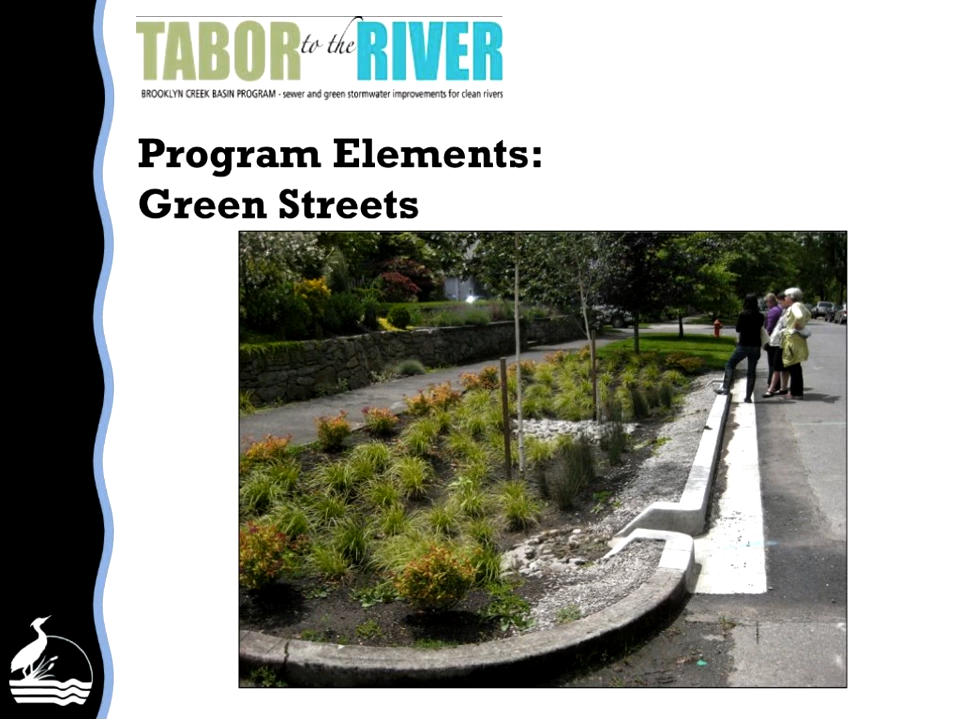 TABOR to the RIVER
BROOKLYN CREEK BASIN PROGRAM - sewer and green stormwater improvements for clean rivers
Program Elements:
Green Streets